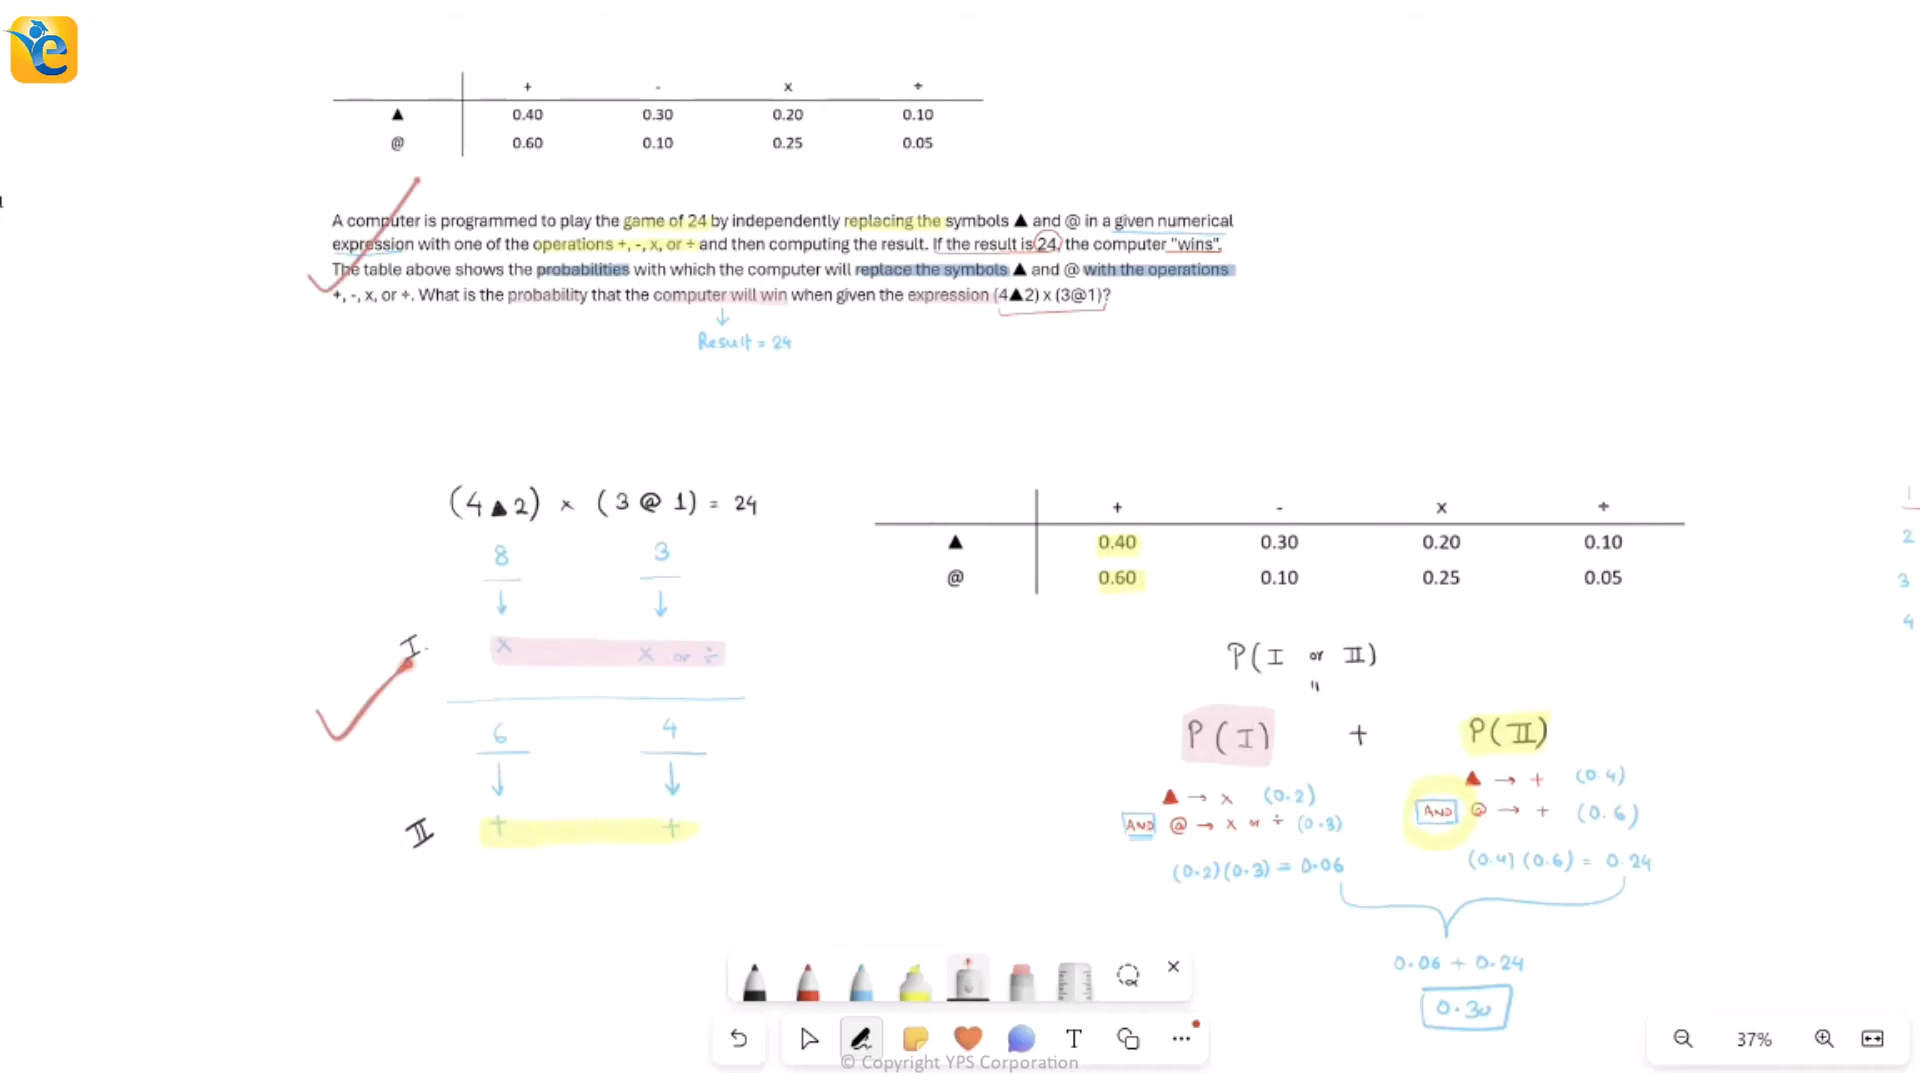 e
+ - x ÷
▲ 0.40 0.30 0.20 0.10
@ 0.60 0.10 0.25 0.05
A computer is programmed to play the game of 24 by independently replacing the symbols ▲ and @ in a given numerical
expression with one of the operations +, -, x, or ÷ and then computing the result. If the result is 24, the computer "wins".
The table above shows the probabilities with which the computer will replace the symbols ▲ and @ with the operations
+, -, x, or ÷. What is the probability that the computer will win when given the expression (4▲2) x (3@1)?
Result = 24
(4▲2) x (3 @ 1) = 24
8 3
I. x x or ÷
6 4
II + +
+ - x ÷
▲ 0.40 0.30 0.20 0.10
@ 0.60 0.10 0.25 0.05
P(I or II)
"
P(I) + P(II)
▲ → x (0.2)
AND @ → x or ÷ (0.3)
(0.2)(0.3) = 0.06
▲ → + (0.4)
AND @ → + (0.6)
(0.4)(0.6) = 0.24
0.06 + 0.24
0.30
1
2
3
4
T
37%
© Copyright YPS Corporation